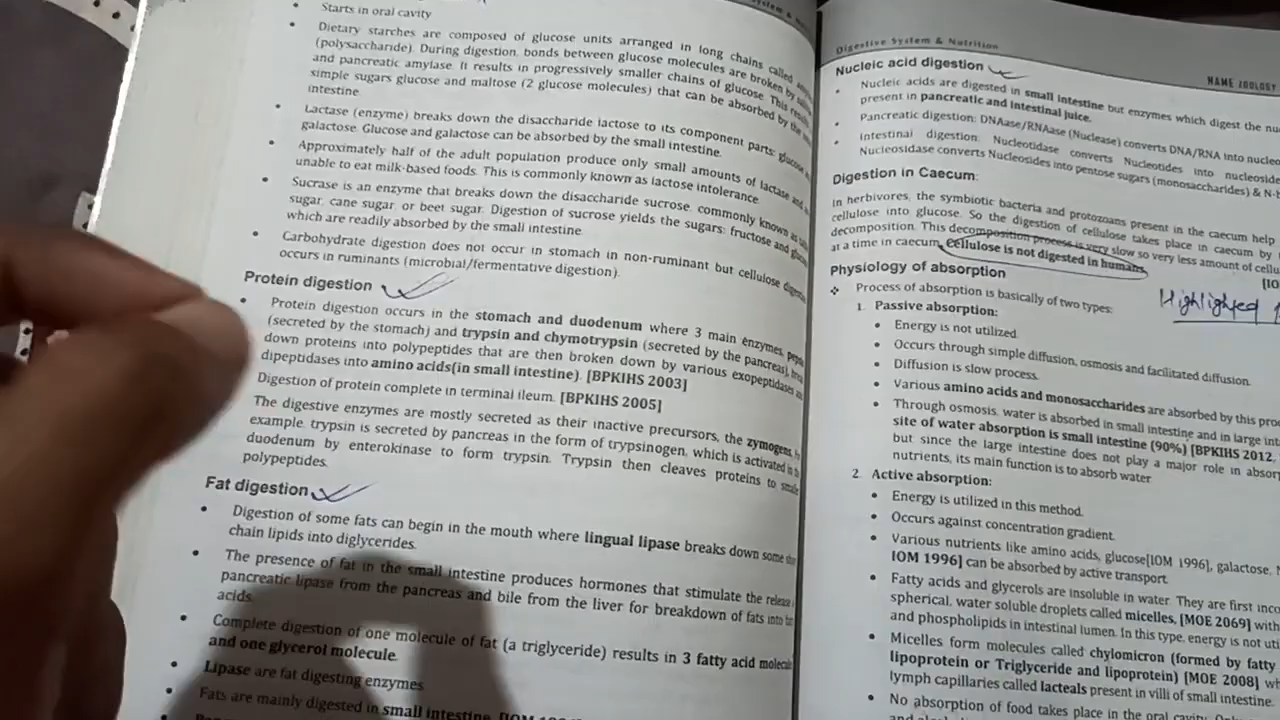 Starts in oral cavity
Dietary starches are composed of glucose units arranged in long chains called
(polysaccharide). During digestion, bonds between glucose molecules are broken by
and pancreatic amylase. It results in progressively smaller chains of glucose. This
simple sugars glucose and maltose (2 glucose molecules) that can be absorbed by the
intestine.
Lactase (enzyme) breaks down the disaccharide lactose to its component parts; glucose
galactose. Glucose and galactose can be absorbed by the small intestine.
Approximately half of the adult population produce only small amounts of lactase and
unable to eat milk-based foods. This is commonly known as lactose intolerance.
Sucrase is an enzyme that breaks down the disaccharide sucrose, commonly known as
sugar, cane sugar, or beet sugar. Digestion of sucrose yields the sugars: fructose and
which are readily absorbed by the small intestine.
Carbohydrate digestion does not occur in stomach in non-ruminant but cellulose
occurs in ruminants (microbial/fermentative digestion).
Protein digestion
Protein digestion occurs in the stomach and duodenum where 3 main enzymes,
(secreted by the stomach) and trypsin and chymotrypsin (secreted by the pancreas),
down proteins into polypeptides that are then broken down by various exopeptidases
dipeptidases into amino acids(in small intestine). [BPKIHS 2003]
Digestion of protein complete in terminal ileum. [BPKIHS 2005]
The digestive enzymes are mostly secreted as their inactive precursors, the zymogens,
example, trypsin is secreted by pancreas in the form of trypsinogen, which is activated in
duodenum by enterokinase to form trypsin. Trypsin then cleaves proteins to
polypeptides.
Fat digestion
Digestion of some fats can begin in the mouth where lingual lipase breaks down some
chain lipids into diglycerides.
The presence of fat in the small intestine produces hormones that stimulate the release
pancreatic lipase from the pancreas and bile from the liver for breakdown of fats into
acids.
Complete digestion of one molecule of fat (a triglyceride) results in 3 fatty acid
and one glycerol molecule.
Lipase are fat digesting enzymes
Fats are mainly digested in small intestine.
Digestive System & Nutrition
NAME ZOOLOGY
Nucleic acid digestion
Nucleic acids are digested in small intestine but enzymes which digest the
present in pancreatic and intestinal juice.
Pancreatic digestion: DNAase/RNAase (Nuclease) converts DNA/RNA into
Intestinal digestion: Nucleotidase converts Nucleotides into
Nucleosidase converts Nucleosides into pentose sugars (monosaccharides) & N-
Digestion in Caecum:
In herbivores, the symbiotic bacteria and protozoans present in the caecum help
cellulose into glucose. So the digestion of cellulose takes place in caecum by
decomposition. This decomposition process is very slow so very less amount of
at a time in caecum, cellulose is not digested in humans.
[IO
Physiology of absorption
Highlighted
❖ Process of absorption is basically of two types:
1. Passive absorption:
Energy is not utilized.
Occurs through simple diffusion, osmosis and facilitated diffusion.
Diffusion is slow process.
Various amino acids and monosaccharides are absorbed by this
Through osmosis, water is absorbed in small intestine and in large
site of water absorption is small intestine (90%) [BPKIHS 2012,
but since the large intestine does not play a major role in
nutrients, its main function is to absorb water.
2. Active absorption:
Energy is utilized in this method.
Occurs against concentration gradient.
Various nutrients like amino acids, glucose[IOM 1996], galactose,
IOM 1996] can be absorbed by active transport.
Fatty acids and glycerols are insoluble in water. They are first
spherical, water soluble droplets called micelles, [MOE 2069]
and phospholipids in intestinal lumen. In this type, energy is not
Micelles form molecules called chylomicron (formed by fatty
lipoprotein or Triglyceride and lipoprotein) [MOE 2008]
lymph capillaries called lacteals present in villi of small intestine.
No absorption of food takes place in the oral cavity.